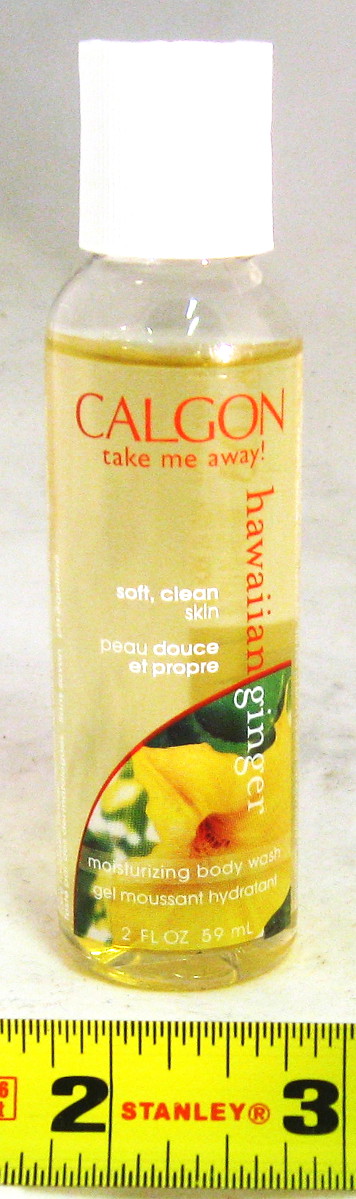 CALGON
take me away!
hawaiian ginger
soft, clean
skin
peau douce
et propre
moisturizing body wash
gel moussant hydratant
2 FL OZ 59 mL
2 STANLEY® 3